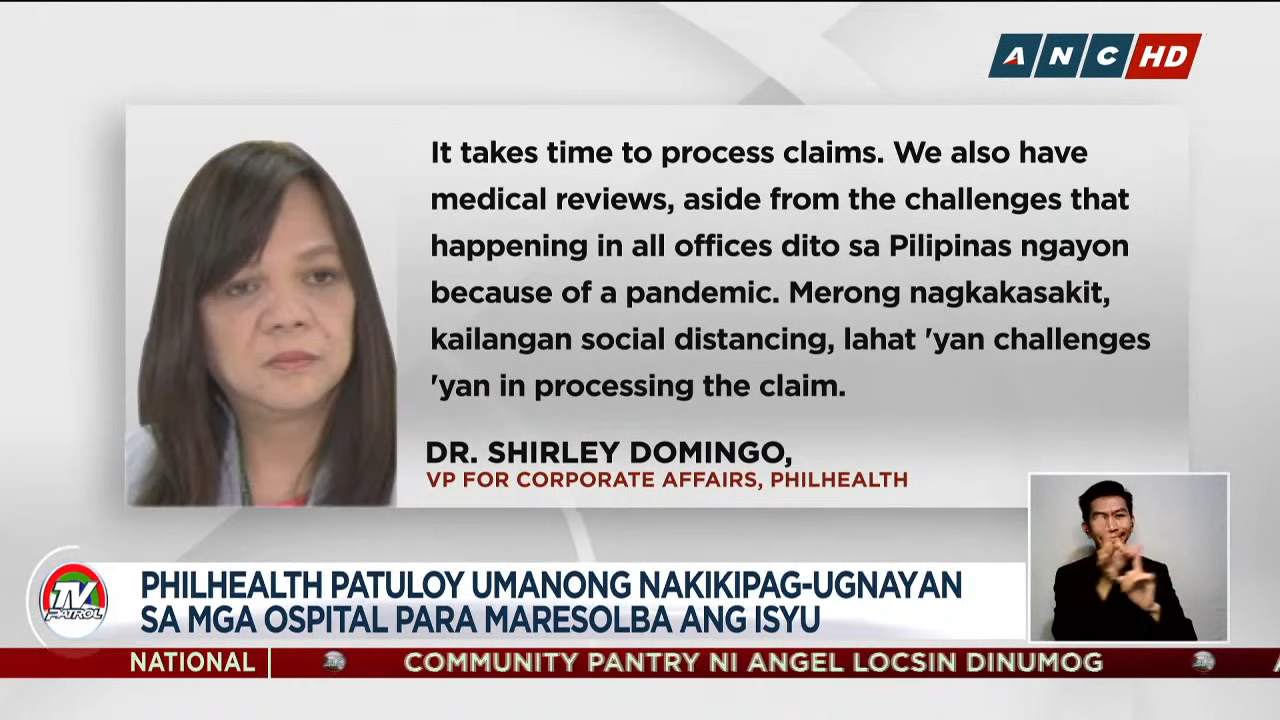 ANC HD
It takes time to process claims. We also have
medical reviews, aside from the challenges that
happening in all offices dito sa Pilipinas ngayon
because of a pandemic. Merong nagkakasakit,
kailangan social distancing, lahat 'yan challenges
'yan in processing the claim.
DR. SHIRLEY DOMINGO,
VP FOR CORPORATE AFFAIRS, PHILHEALTH
TV PATROL
PHILHEALTH PATULOY UMANONG NAKIKIPAG-UGNAYAN
SA MGA OSPITAL PARA MARESOLBA ANG ISYU
NATIONAL COMMUNITY PANTRY NI ANGEL LOCSIN DINUMOG